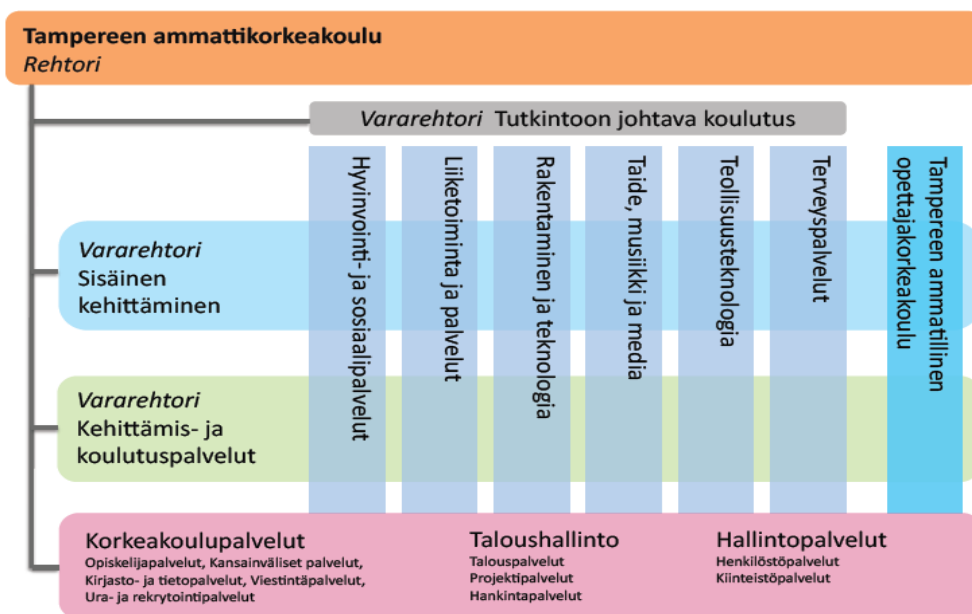 Tampereen ammattikorkeakoulu
Rehtori
Vararehtori Tutkintoon johtava koulutus
Hyvinvointi- ja sosiaalipalvelut
Liiketoiminta ja palvelut
Rakentaminen ja teknologia
Taide, musiikki ja media
Teollisuusteknologia
Terveyspalvelut
Tampereen ammatillinen
opettajakorkeakoulu
Vararehtori
Sisäinen
kehittäminen
Vararehtori
Kehittämis- ja
koulutuspalvelut
Korkeakoulupalvelut
Opiskelijapalvelut, Kansainväliset palvelut,
Kirjasto- ja tietopalvelut, Viestintäpalvelut,
Ura- ja rekrytointipalvelut
Taloushallinto
Talouspalvelut
Projektipalvelut
Hankintapalvelut
Hallintopalvelut
Henkilöstöpalvelut
Kiinteistöpalvelut